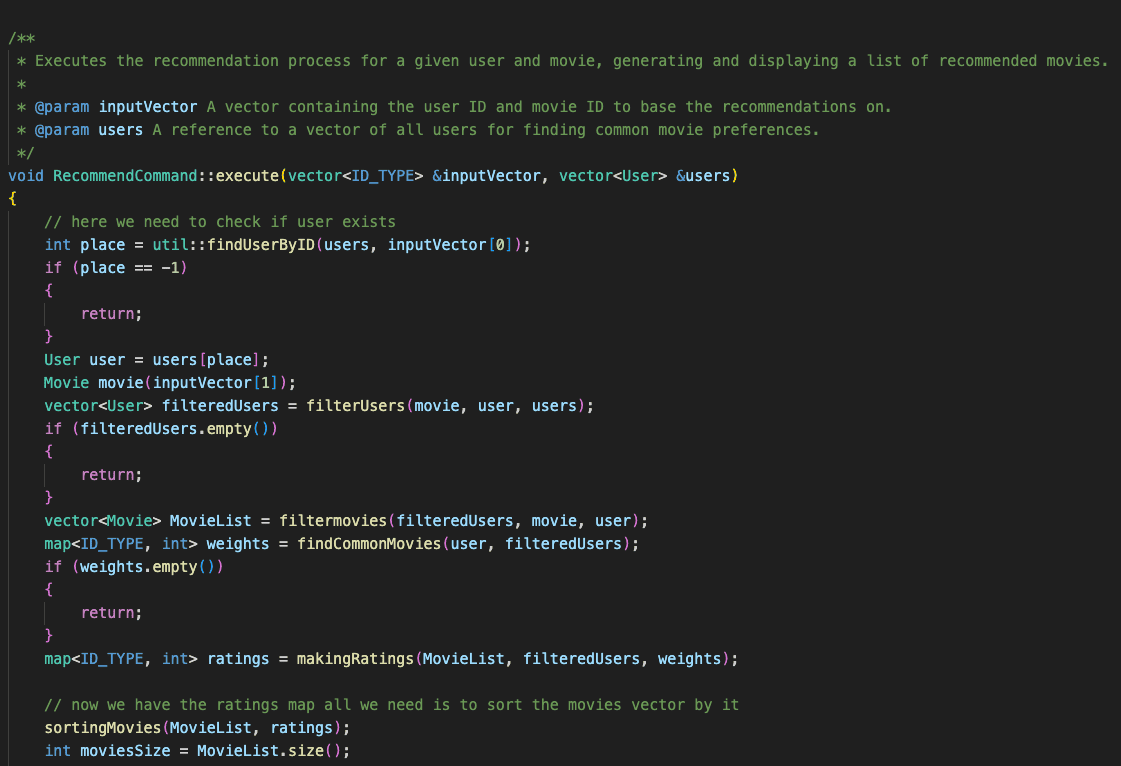 /**
 * Executes the recommendation process for a given user and movie, generating and displaying a list of recommended movies.
 *
 * @param inputVector A vector containing the user ID and movie ID to base the recommendations on.
 * @param users A reference to a vector of all users for finding common movie preferences.
 */
void RecommendCommand::execute(vector<ID_TYPE> &inputVector, vector<User> &users)
{
    // here we need to check if user exists
    int place = util::findUserByID(users, inputVector[0]);
    if (place == -1)
    {
        return;
    }
    User user = users[place];
    Movie movie(inputVector[1]);
    vector<User> filteredUsers = filterUsers(movie, user, users);
    if (filteredUsers.empty())
    {
        return;
    }
    vector<Movie> MovieList = filtermovies(filteredUsers, movie, user);
    map<ID_TYPE, int> weights = findCommonMovies(user, filteredUsers);
    if (weights.empty())
    {
        return;
    }
    map<ID_TYPE, int> ratings = makingRatings(MovieList, filteredUsers, weights);

    // now we have the ratings map all we need is to sort the movies vector by it
    sortingMovies(MovieList, ratings);
    int moviesSize = MovieList.size();